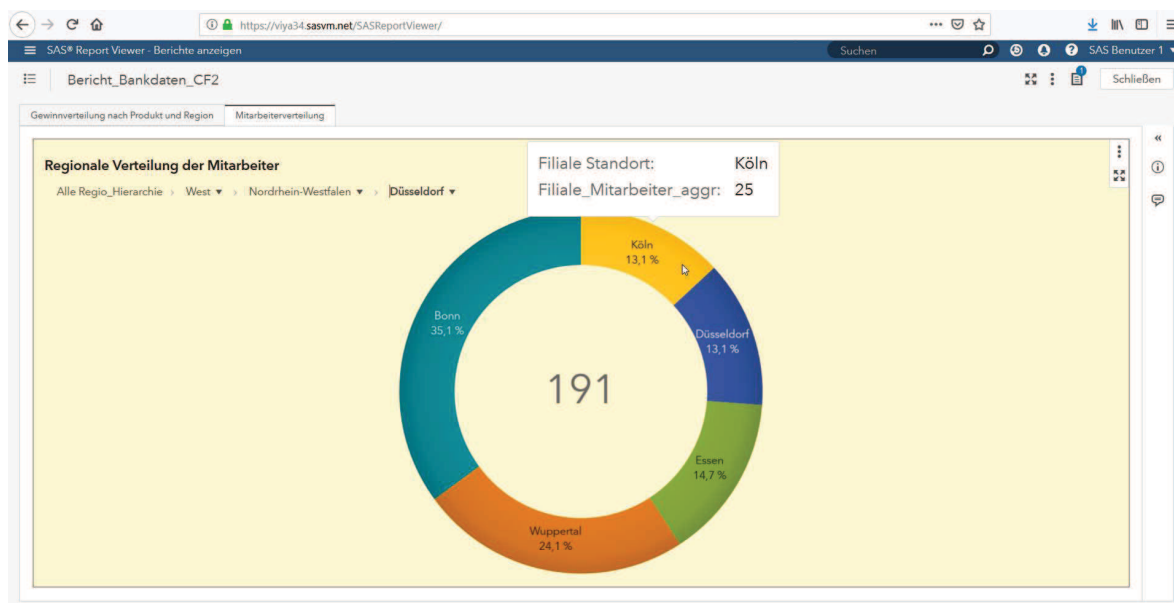 https://viya34.sasvm.net/SASReportViewer/
SAS® Report Viewer - Berichte anzeigen
Suchen
SAS Benutzer 1
Bericht_Bankdaten_CF2
1
Schließen
Gewinnverteilung nach Produkt und Region
Mitarbeiterverteilung
Regionale Verteilung der Mitarbeiter
Filiale Standort: Köln
Filiale_Mitarbeiter_aggr: 25
Alle Regio_Hierarchie > West ▼ > Nordrhein-Westfalen ▼ > Düsseldorf ▼
Köln
13,1 %
Bonn
35,1 %
Düsseldorf
13,1 %
191
Essen
14,7 %
Wuppertal
24,1 %